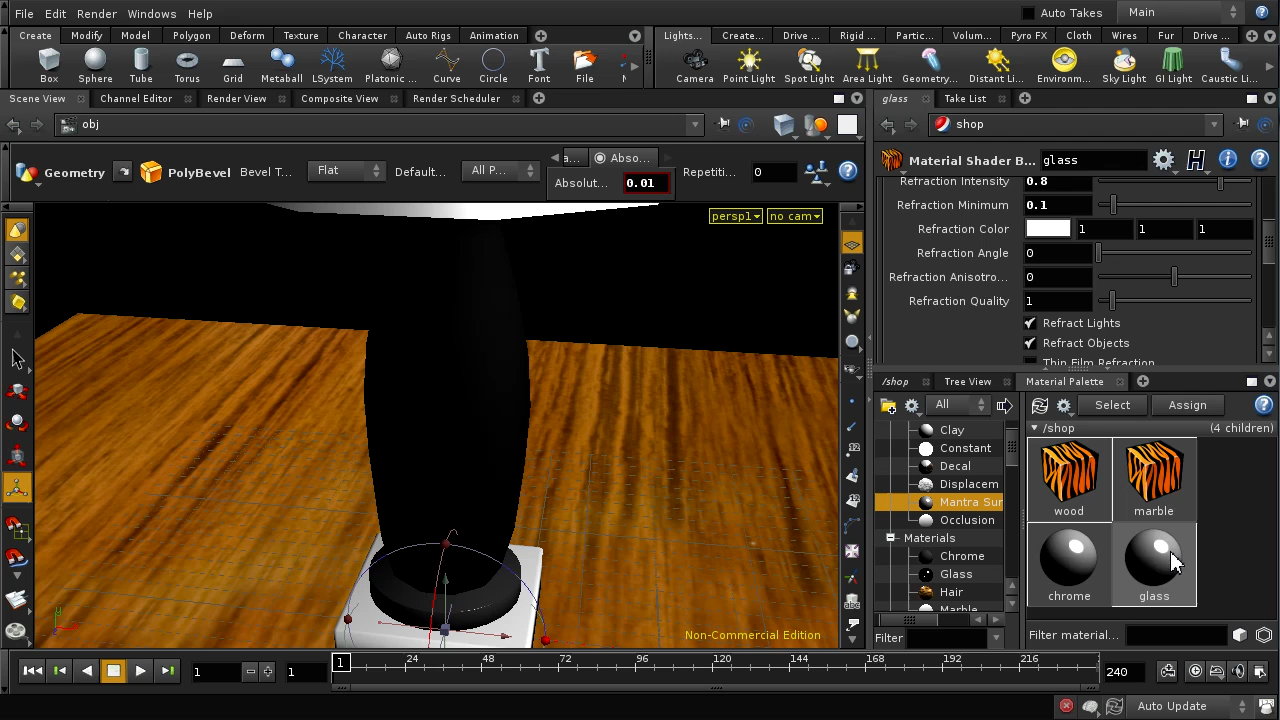 File Edit Render Windows Help Auto Takes Main
Create Modify Model Polygon Deform Texture Character Auto Rigs Animation Lights... Create... Drive ... Rigid ... Partic... Volum... Pyro FX Cloth Wires Fur Drive ...
Box Sphere Tube Torus Grid Metaball LSystem Platonic ... Curve Circle Font File Camera Point Light Spot Light Area Light Geometry... Distant Li... Environm... Sky Light GI Light Caustic Li...
Scene View Channel Editor Render View Composite View Render Scheduler glass Take List
obj shop
Geometry PolyBevel Bevel T... Flat Default... All P... a... Abso... Absolut... 0.01 Repetiti... 0
Material Shader B... glass
Refraction Intensity 0.8
Refraction Minimum 0.1
Refraction Color 1 1 1
Refraction Angle 0
Refraction Anisotro... 0
Refraction Quality 1
Refract Lights
Refract Objects
Thin Film Refraction
persp1 no cam
/shop Tree View Material Palette
All Select Assign
/shop (4 children)
Clay
Constant
Decal
Displacem
Mantra Sur
Occlusion
Materials
Chrome
Glass
Hair
Marble
wood marble
chrome glass
Filter Filter materia...
Non-Commercial Edition
1 1 1 24 48 72 96 120 144 168 192 216 240
Auto Update